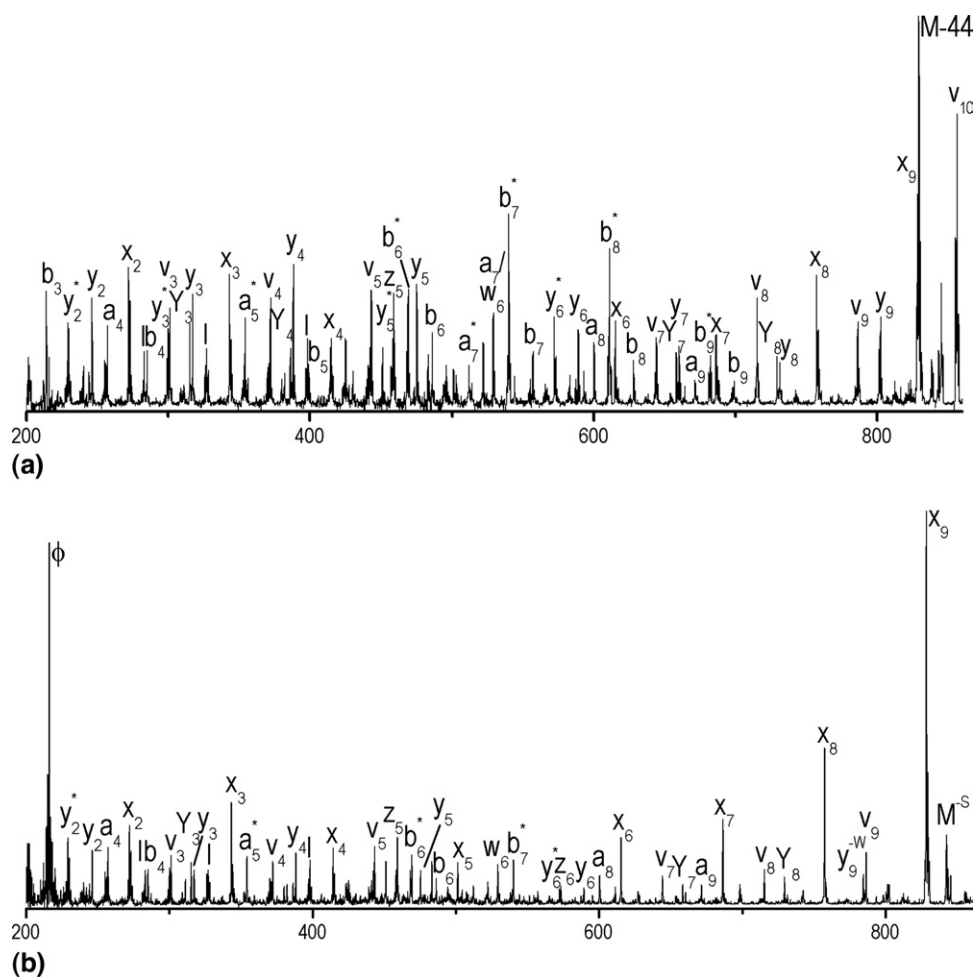 M-44
v10
x9
b7*
b8*
b6*
y4
x2
x3
v5 z5 y5
a7/
w6
x8
b3 y2* y2 a4
v3
y3* Y3 y3
I b4
I
a5* v4 Y4
I
b5 x4
y5*
b6
a7* b7
y6* y6 a8
x6
b8
v7 Y7 y7
a9 b9* x7
b9
v8
Y8 y8
v9 y9
200 400 600 800
(a)
ϕ
x9
x8
x3
x2
y2* y2 a4
I b4 v3 Y3 y3 I
a5* v4 y4 I x4
v5 z5 b6* y5
b6 x5
w6 b7*
y6* z6 y6 a8
x6
v7 Y7 a9
x7
v8 Y8
y9-w v9
M-S
200 400 600 800
(b)